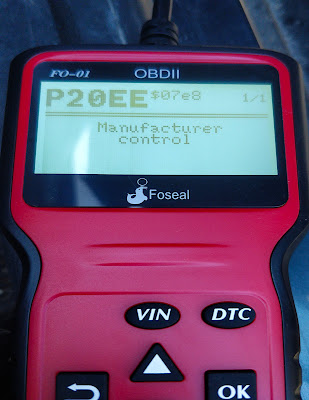 FO-01 OBDII
P20EE $07e8 1/1
Manufacturer
control
Foseal
VIN DTC
OK